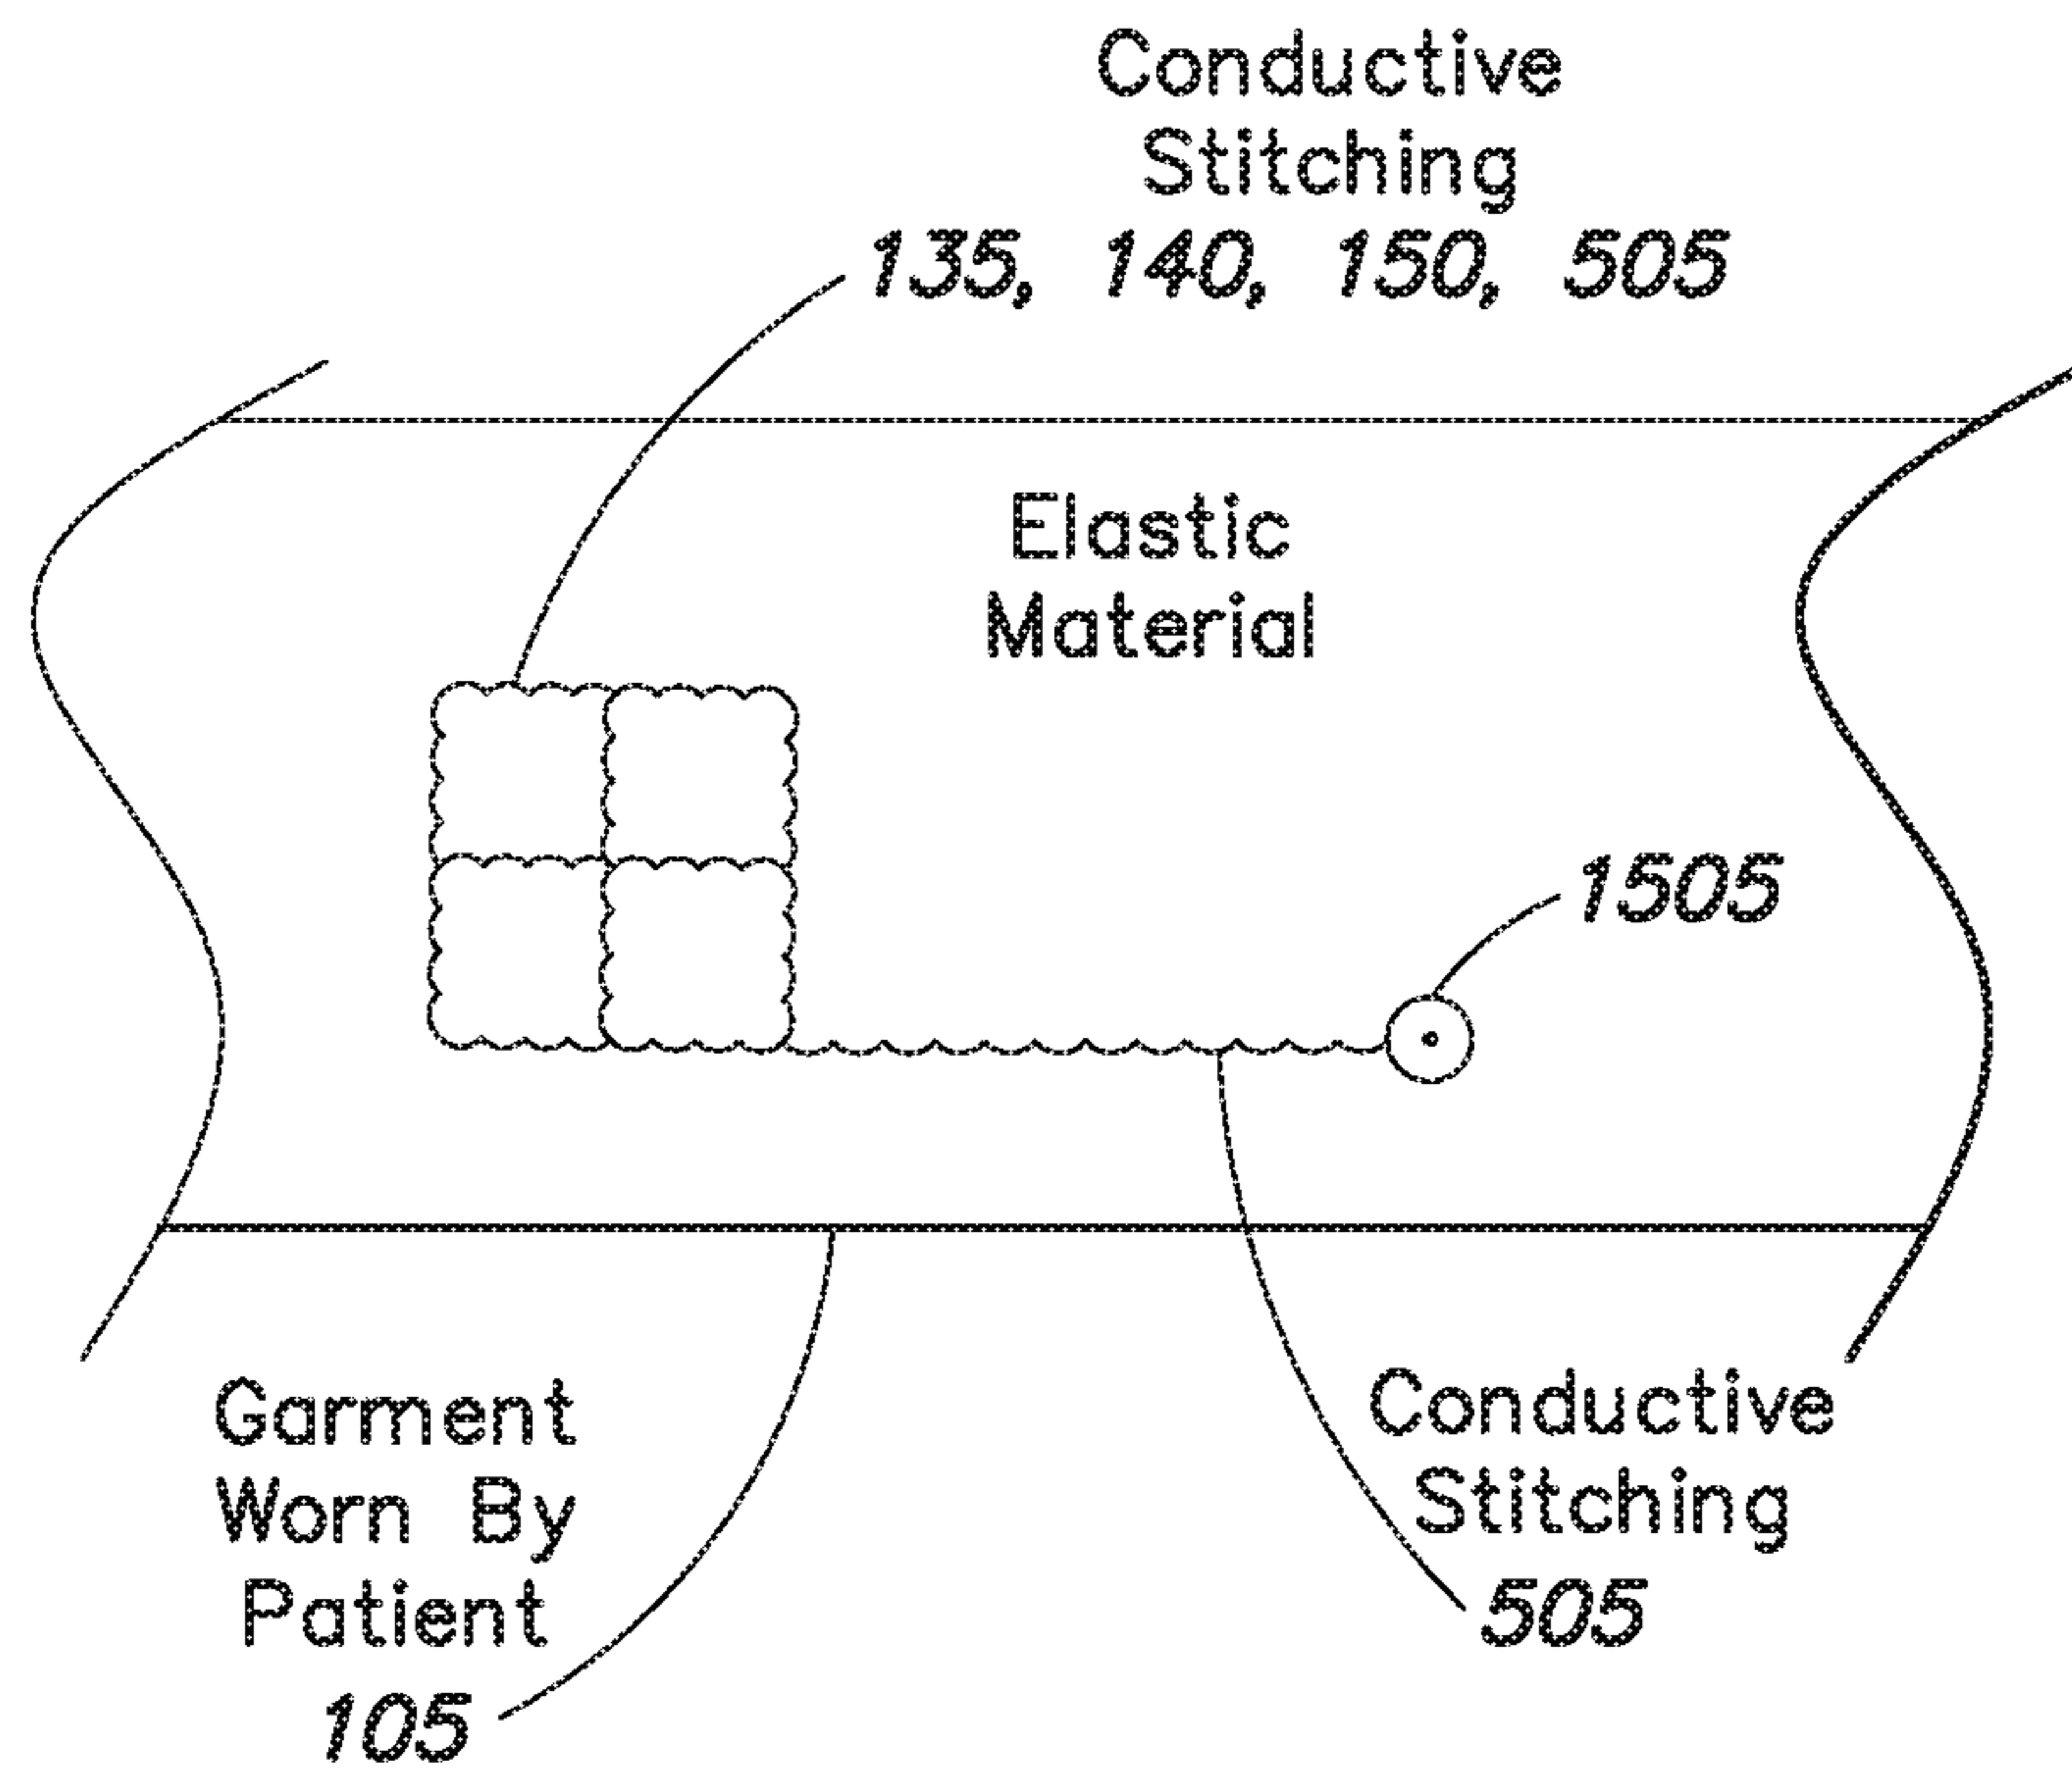 Conductive
Stitching
135, 140, 150, 505
Elastic
Material
1505
Garment
Worn By
Patient
105
Conductive
Stitching
505